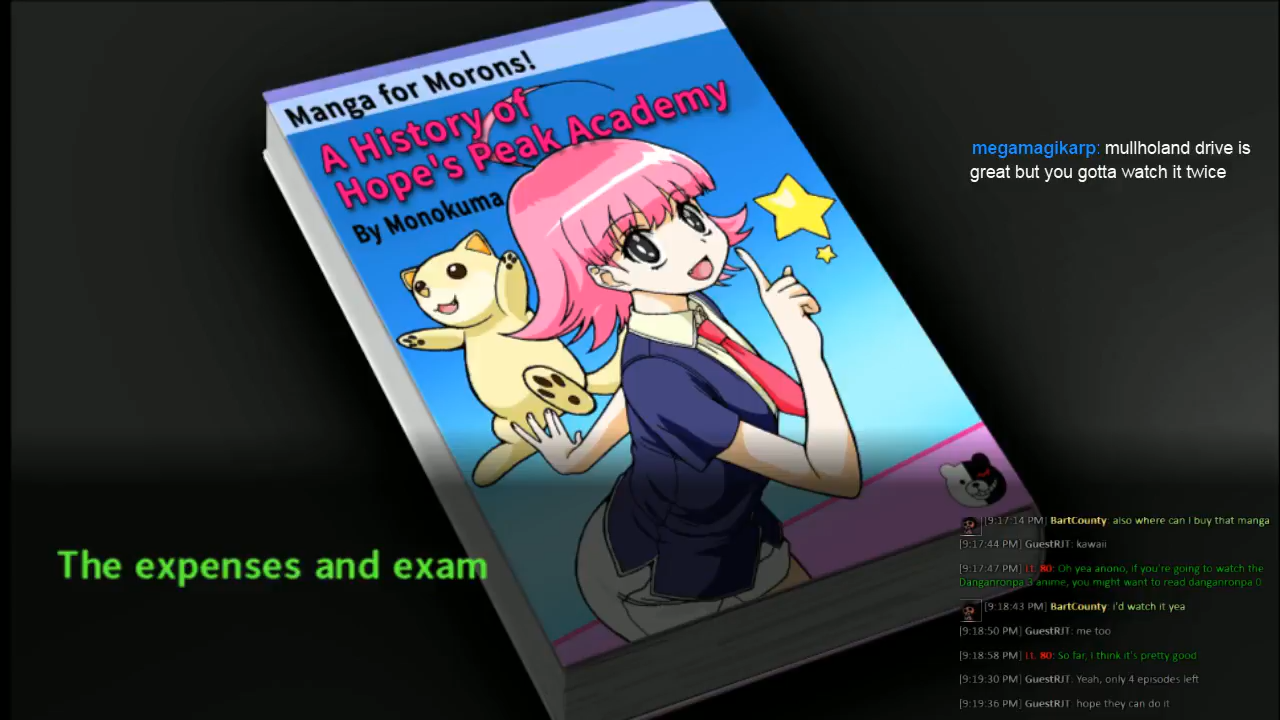 Manga for Morons!
A History of
Hope's Peak Academy
By Monokuma
megamagikarp: mullholand drive is
great but you gotta watch it twice
The expenses and exam
[9:17:14 PM] BartCounty: also where can I buy that manga
[9:17:44 PM] GuestRJT: kawaii
[9:17:47 PM] Lt. 80: Oh yea anono, if you're going to watch the
Danganronpa 3 anime, you might want to read danganronpa 0
[9:18:43 PM] BartCounty: i'd watch it yea
[9:18:50 PM] GuestRJT: me too
[9:18:58 PM] Lt. 80: So far, I think it's pretty good
[9:19:30 PM] GuestRJT: Yeah, only 4 episodes left
[9:19:36 PM] GuestRJT: hope they can do it